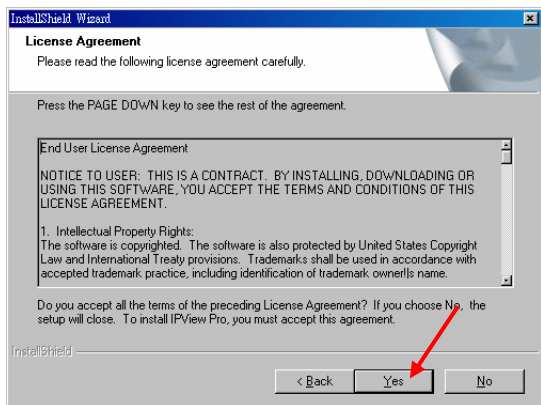 InstallShield Wizard
License Agreement
Please read the following license agreement carefully.
Press the PAGE DOWN key to see the rest of the agreement.
End User License Agreement
NOTICE TO USER: THIS IS A CONTRACT. BY INSTALLING, DOWNLOADING OR
USING THIS SOFTWARE, YOU ACCEPT THE TERMS AND CONDITIONS OF THIS
LICENSE AGREEMENT.
1. Intellectual Property Rights:
The software is copyrighted. The software is also protected by United States Copyright
Law and International Treaty provisions. Trademarks shall be used in accordance with
accepted trademark practice, including identification of trademark owner!|s name.
Do you accept all the terms of the preceding License Agreement? If you choose No, the
setup will close. To install IPView Pro, you must accept this agreement.
InstallShield
< Back
Yes
No